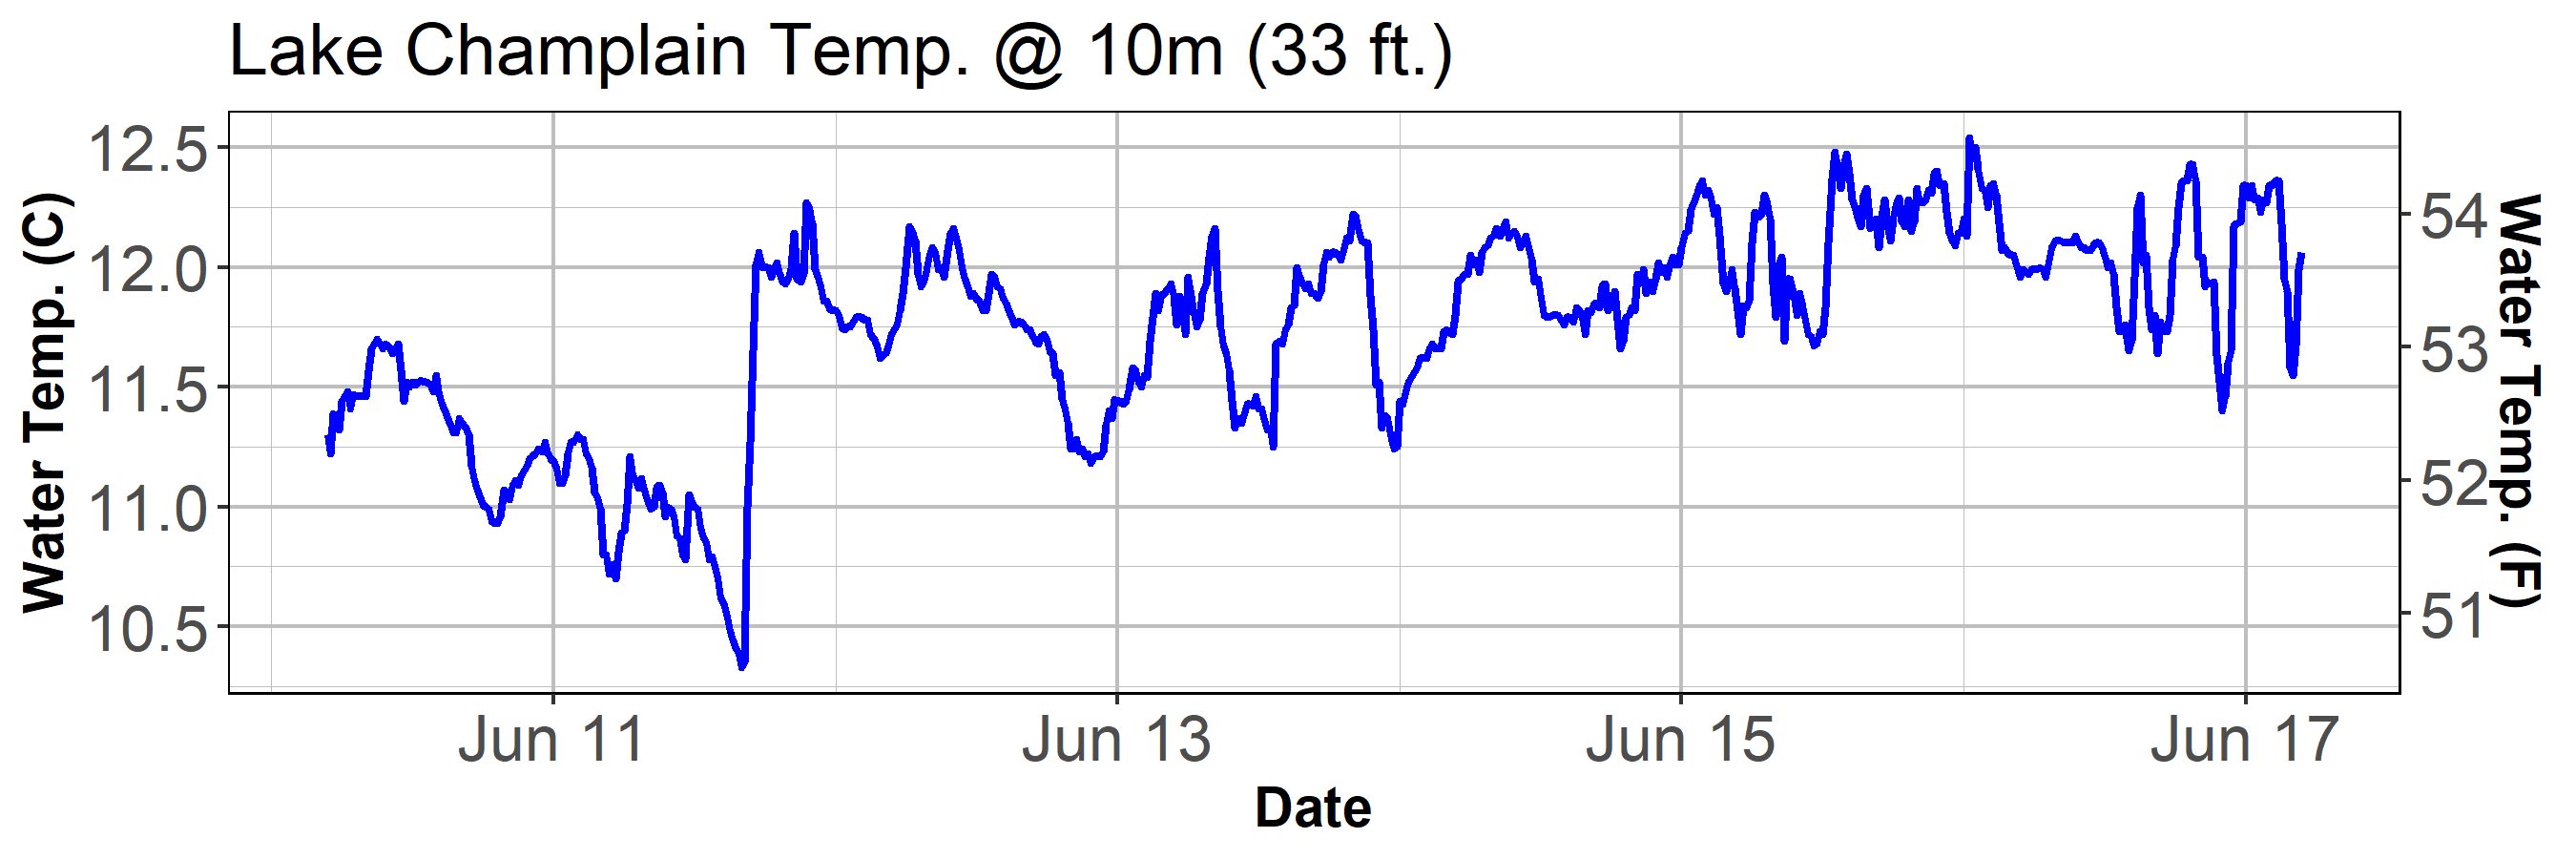 Lake Champlain Temp. @ 10m (33 ft.)
Water Temp. (C)
12.5
12.0
11.5
11.0
10.5
54
53
52
51
Water Temp. (F)
Jun 11 Jun 13 Jun 15 Jun 17
Date